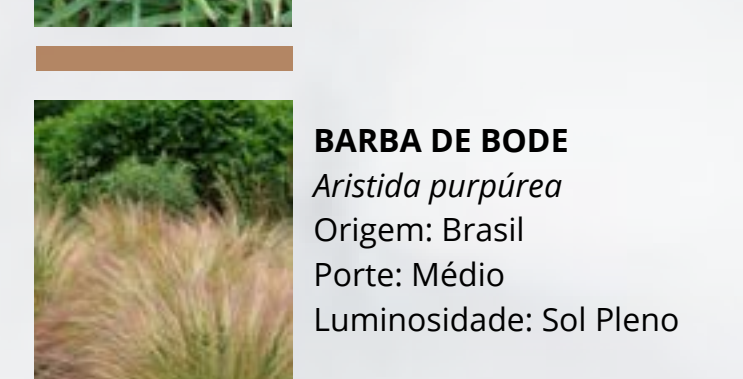 BARBA DE BODE
Aristida purpúrea
Origem: Brasil
Porte: Médio
Luminosidade: Sol Pleno